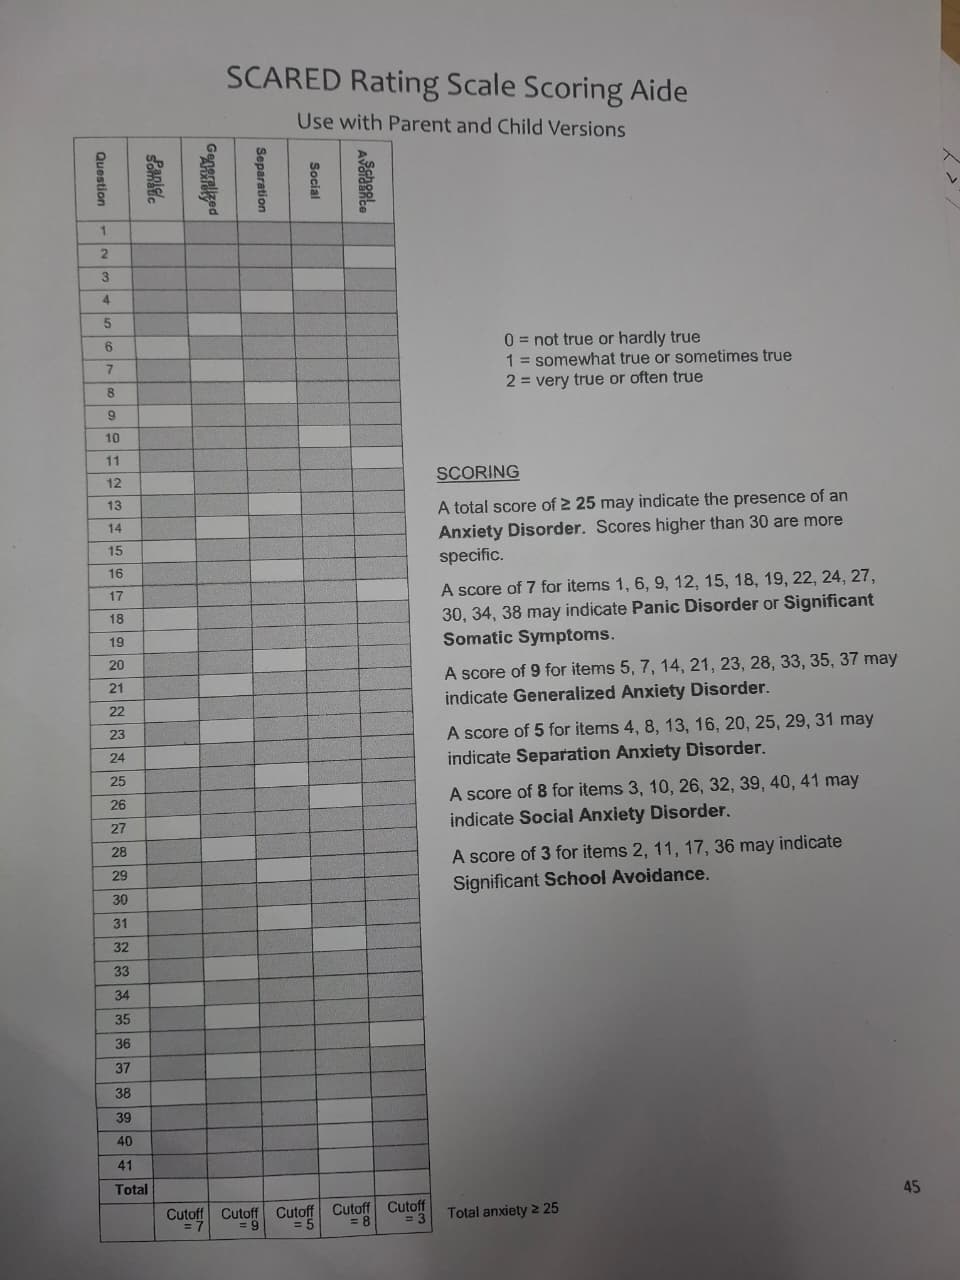 SCARED Rating Scale Scoring Aide
Use with Parent and Child Versions
Question
Panic/
Somatic
Generalized
Anxiety
Separation
Social
School
Avoidance
1
2
3
4
5
6
7
8
9
10
11
12
13
14
15
16
17
18
19
20
21
22
23
24
25
26
27
28
29
30
31
32
33
34
35
36
37
38
39
40
41
Total
Cutoff
= 7
Cutoff
= 9
Cutoff
= 5
Cutoff
= 8
Cutoff
= 3
0 = not true or hardly true
1 = somewhat true or sometimes true
2 = very true or often true
SCORING
A total score of ≥ 25 may indicate the presence of an
Anxiety Disorder. Scores higher than 30 are more
specific.
A score of 7 for items 1, 6, 9, 12, 15, 18, 19, 22, 24, 27,
30, 34, 38 may indicate Panic Disorder or Significant
Somatic Symptoms.
A score of 9 for items 5, 7, 14, 21, 23, 28, 33, 35, 37 may
indicate Generalized Anxiety Disorder.
A score of 5 for items 4, 8, 13, 16, 20, 25, 29, 31 may
indicate Separation Anxiety Disorder.
A score of 8 for items 3, 10, 26, 32, 39, 40, 41 may
indicate Social Anxiety Disorder.
A score of 3 for items 2, 11, 17, 36 may indicate
Significant School Avoidance.
Total anxiety ≥ 25
45